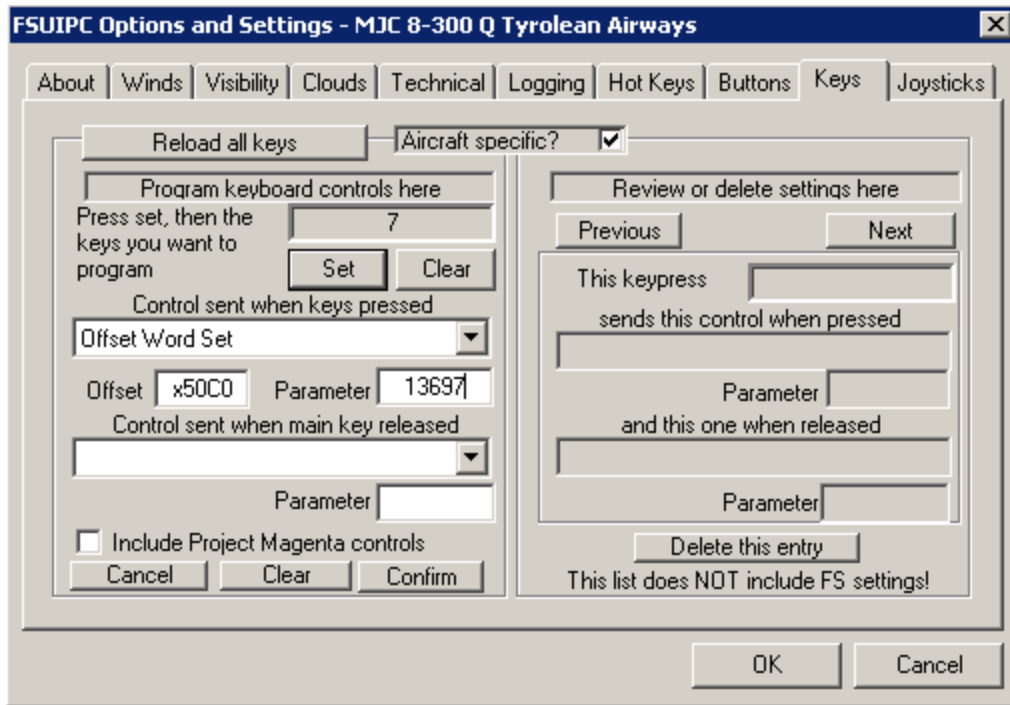 FSUIPC Options and Settings - MJC 8-300 Q Tyrolean Airways
About Winds Visibility Clouds Technical Logging Hot Keys Buttons Keys Joysticks
Reload all keys
Aircraft specific?
Program keyboard controls here
Press set, then the
keys you want to
program
7
Set Clear
Control sent when keys pressed
Offset Word Set
Offset x50C0 Parameter 13697
Control sent when main key released
Parameter
Include Project Magenta controls
Cancel Clear Confirm
Review or delete settings here
Previous Next
This keypress
sends this control when pressed
Parameter
and this one when released
Parameter
Delete this entry
This list does NOT include FS settings!
OK Cancel